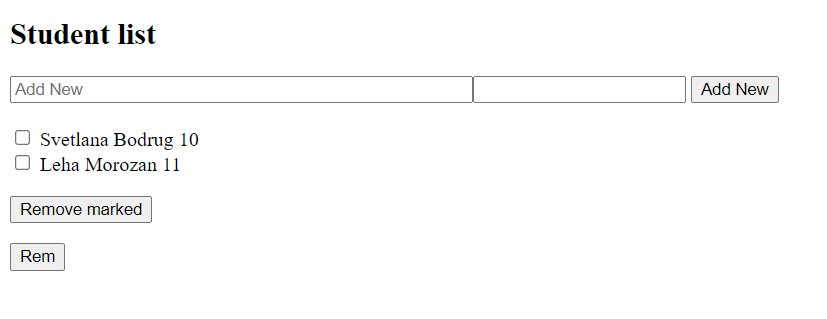 Student list
Add New Add New
Svetlana Bodrug 10
Leha Morozan 11
Remove marked
Rem